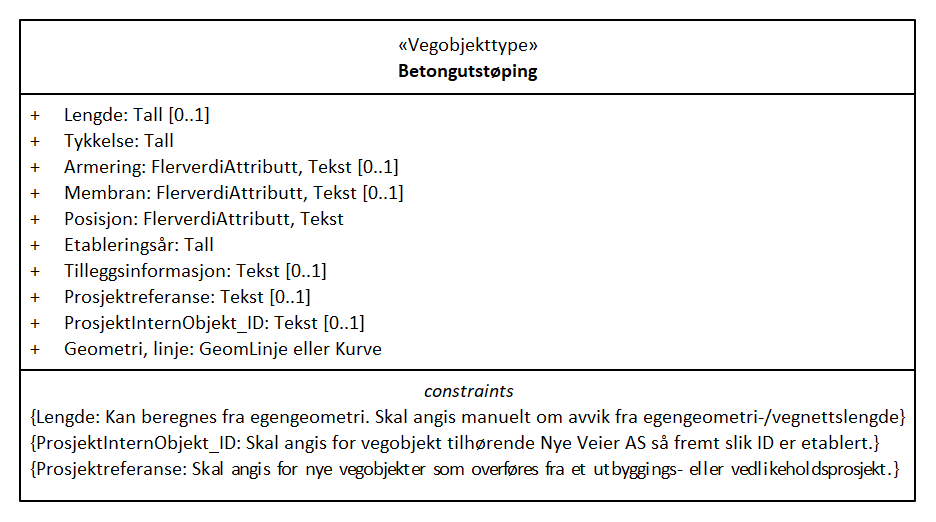 «Vegobjekttype»
Betongutstøping
+ Lengde: Tall [0..1]
+ Tykkelse: Tall
+ Armering: FlerverdiAttributt, Tekst [0..1]
+ Membran: FlerverdiAttributt, Tekst [0..1]
+ Posisjon: FlerverdiAttributt, Tekst
+ Etableringsår: Tall
+ Tilleggsinformasjon: Tekst [0..1]
+ Prosjektreferanse: Tekst [0..1]
+ ProsjektInternObjekt_ID: Tekst [0..1]
+ Geometri, linje: GeomLinje eller Kurve
constraints
{Lengde: Kan beregnes fra egengeometri. Skal angis manuelt om avvik fra egengeometri-/vegnettslengde}
{ProsjektInternObjekt_ID: Skal angis for vegobjekt tilhørende Nye Veier AS så fremt slik ID er etablert.}
{Prosjektreferanse: Skal angis for nye vegobjekter som overføres fra et utbyggings- eller vedlikeholdsprosjekt.}